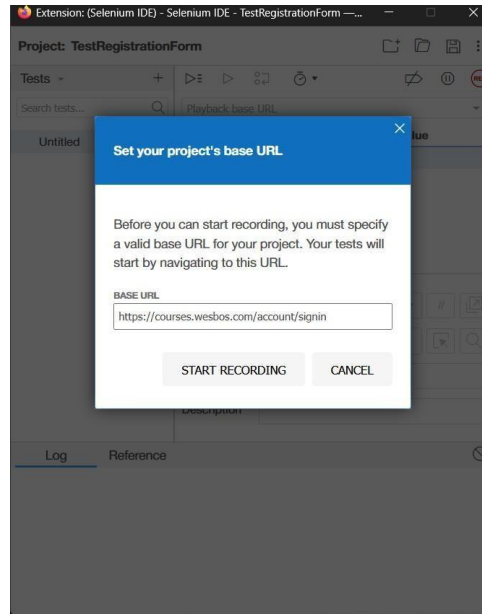 Extension: (Selenium IDE) - Selenium IDE - TestRegistrationForm —...
Project: TestRegistrationForm
Tests
Search tests...
Playback base URL
Untitled
lue
Set your project's base URL
Before you can start recording, you must specify
a valid base URL for your project. Your tests will
start by navigating to this URL.
BASE URL
https://courses.wesbos.com/account/signin
START RECORDING
CANCEL
//
Description
Log
Reference